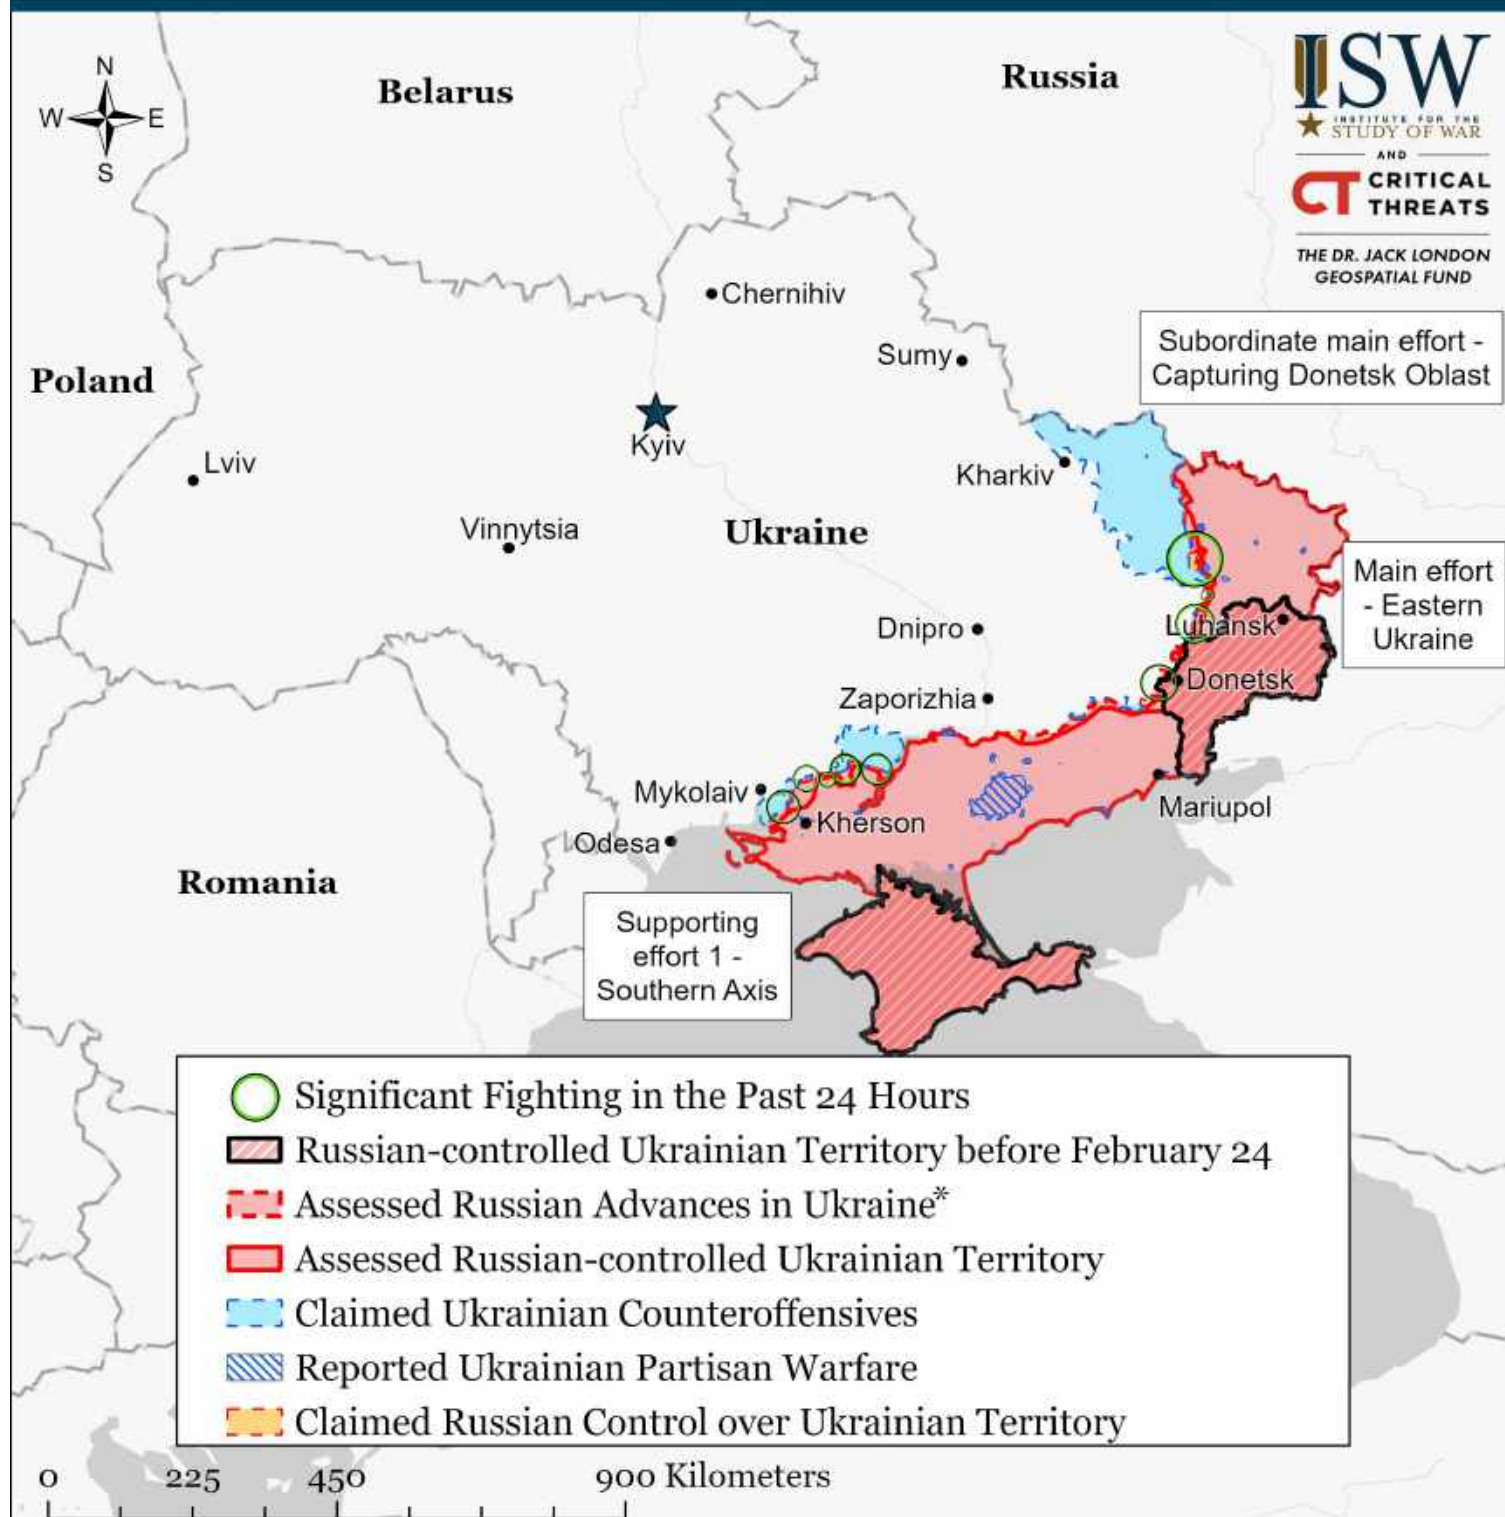 N
W E
S
Belarus
Russia
ISW
INSTITUTE FOR THE
STUDY OF WAR
AND
CT CRITICAL
THREATS
THE DR. JACK LONDON
GEOSPATIAL FUND
Chernihiv
Subordinate main effort -
Capturing Donetsk Oblast
Sumy
Poland
Kyiv
Lviv
Kharkiv
Vinnytsia
Ukraine
Main effort
- Eastern
Ukraine
Dnipro
Luhansk
Donetsk
Zaporizhia
Mykolaiv
Mariupol
Kherson
Odesa
Romania
Supporting
effort 1 -
Southern Axis
Significant Fighting in the Past 24 Hours
Russian-controlled Ukrainian Territory before February 24
Assessed Russian Advances in Ukraine*
Assessed Russian-controlled Ukrainian Territory
Claimed Ukrainian Counteroffensives
Reported Ukrainian Partisan Warfare
Claimed Russian Control over Ukrainian Territory
0 225 450 900 Kilometers